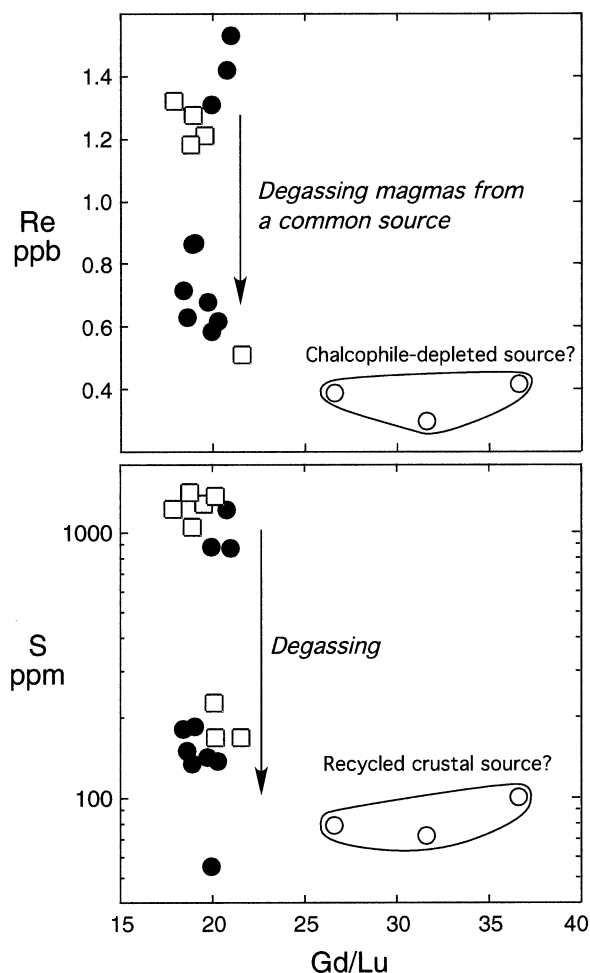 1.4
1.2
1.0
0.8
0.6
0.4
Re
ppb
Degassing magmas from
a common source
Chalcophile-depleted source?
1000
100
S
ppm
Degassing
Recycled crustal source?
15 20 25 30 35 40
Gd/Lu